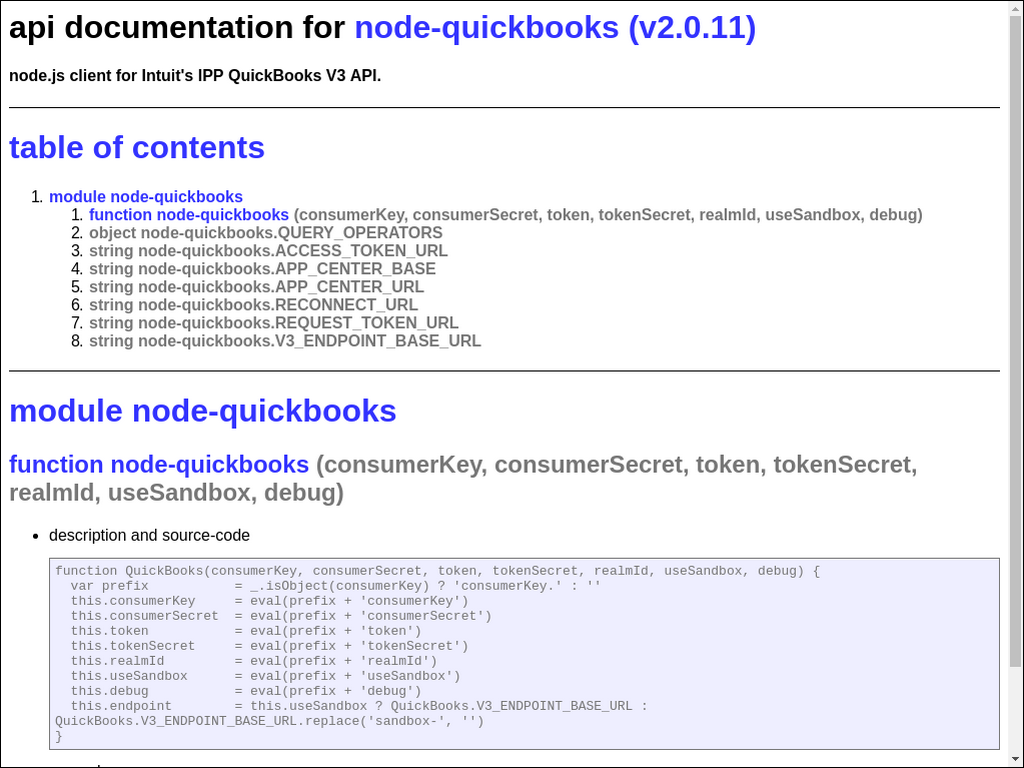 api documentation for node-quickbooks (v2.0.11)
node.js client for Intuit's IPP QuickBooks V3 API.
table of contents
1. module node-quickbooks
1. function node-quickbooks (consumerKey, consumerSecret, token, tokenSecret, realmId, useSandbox, debug)
2. object node-quickbooks.QUERY_OPERATORS
3. string node-quickbooks.ACCESS_TOKEN_URL
4. string node-quickbooks.APP_CENTER_BASE
5. string node-quickbooks.APP_CENTER_URL
6. string node-quickbooks.RECONNECT_URL
7. string node-quickbooks.REQUEST_TOKEN_URL
8. string node-quickbooks.V3_ENDPOINT_BASE_URL
module node-quickbooks
function node-quickbooks (consumerKey, consumerSecret, token, tokenSecret,
realmId, useSandbox, debug)
• description and source-code
function QuickBooks(consumerKey, consumerSecret, token, tokenSecret, realmId, useSandbox, debug) {
  var prefix           = _.isObject(consumerKey) ? 'consumerKey.' : ''
  this.consumerKey     = eval(prefix + 'consumerKey')
  this.consumerSecret  = eval(prefix + 'consumerSecret')
  this.token           = eval(prefix + 'token')
  this.tokenSecret     = eval(prefix + 'tokenSecret')
  this.realmId         = eval(prefix + 'realmId')
  this.useSandbox      = eval(prefix + 'useSandbox')
  this.debug           = eval(prefix + 'debug')
  this.endpoint        = this.useSandbox ? QuickBooks.V3_ENDPOINT_BASE_URL :
QuickBooks.V3_ENDPOINT_BASE_URL.replace('sandbox-', '')
}